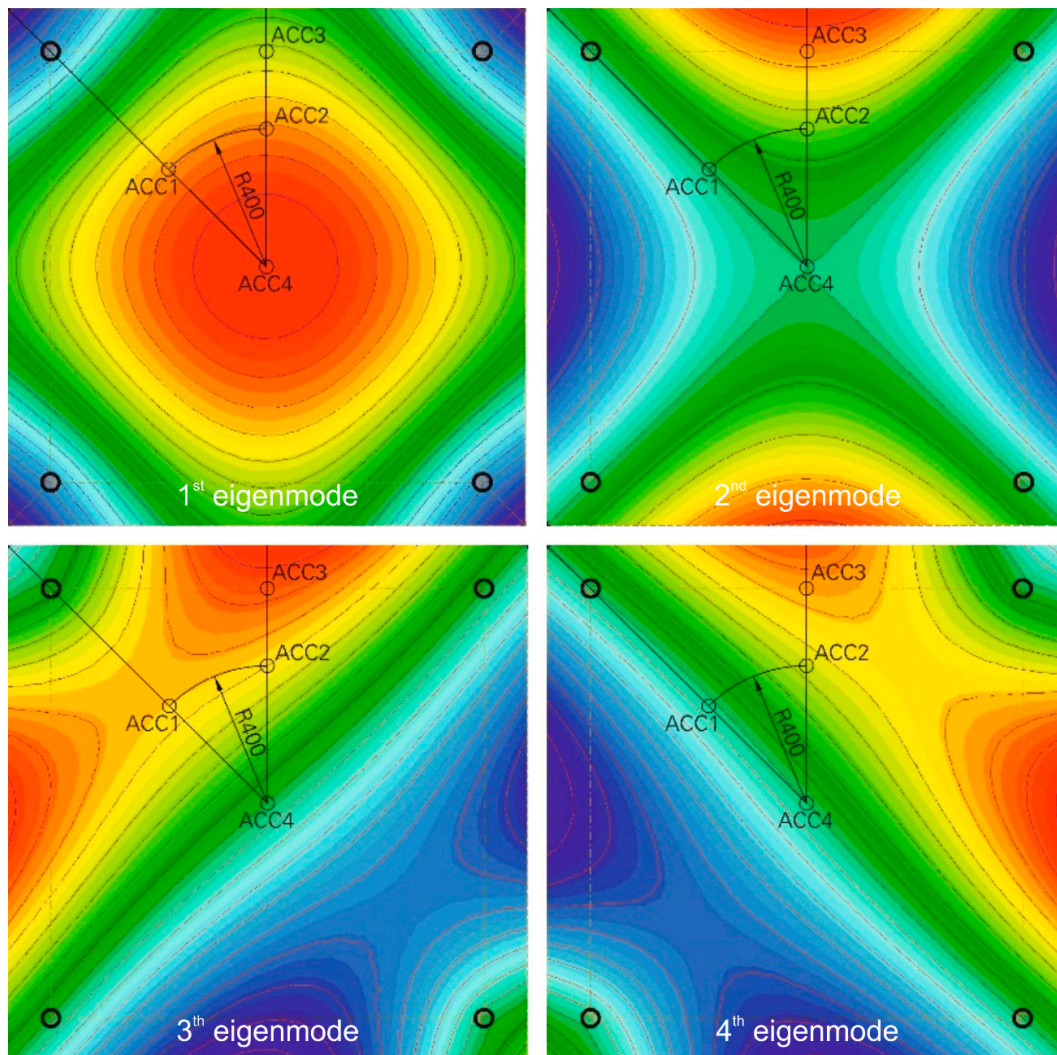 ACC3
ACC2
ACC1
R400
ACC4
1st eigenmode
ACC3
ACC2
ACC1
R400
ACC4
2nd eigenmode
ACC3
ACC2
ACC1
R400
ACC4
3th eigenmode
ACC3
ACC2
ACC1
R400
ACC4
4th eigenmode